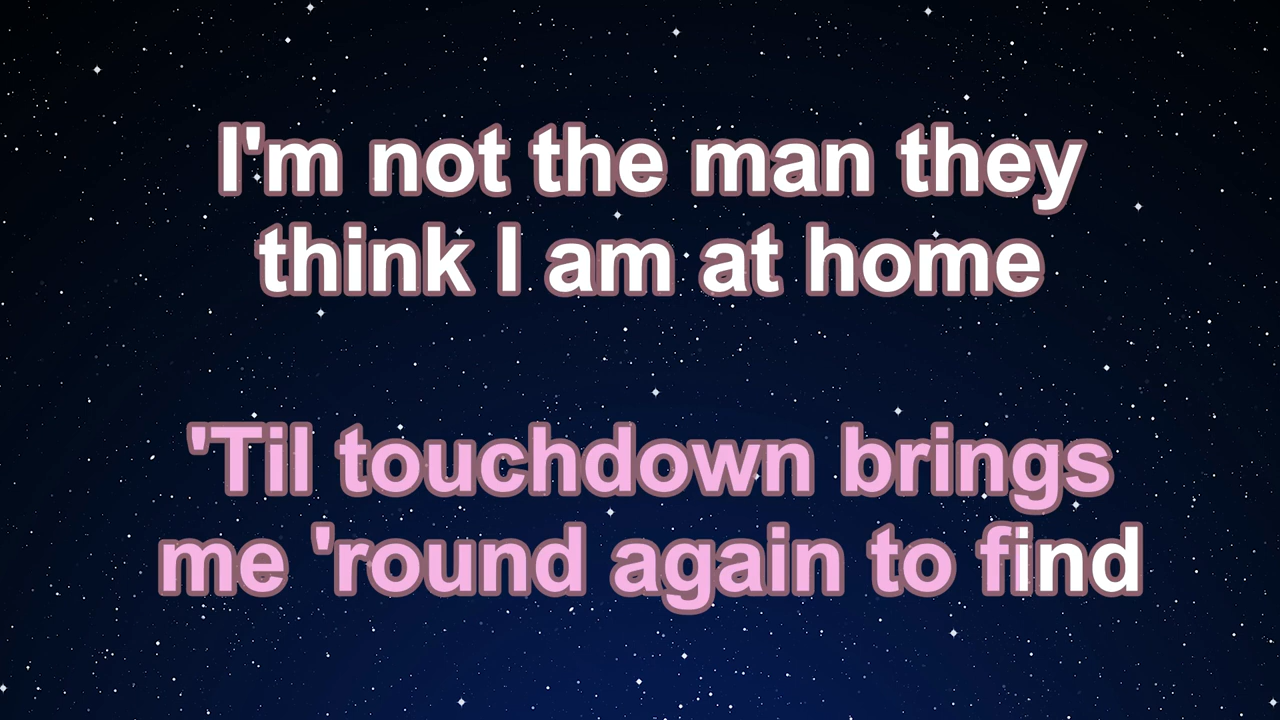 I'm not the man they
think I am at home
'Til touchdown brings
me 'round again to find